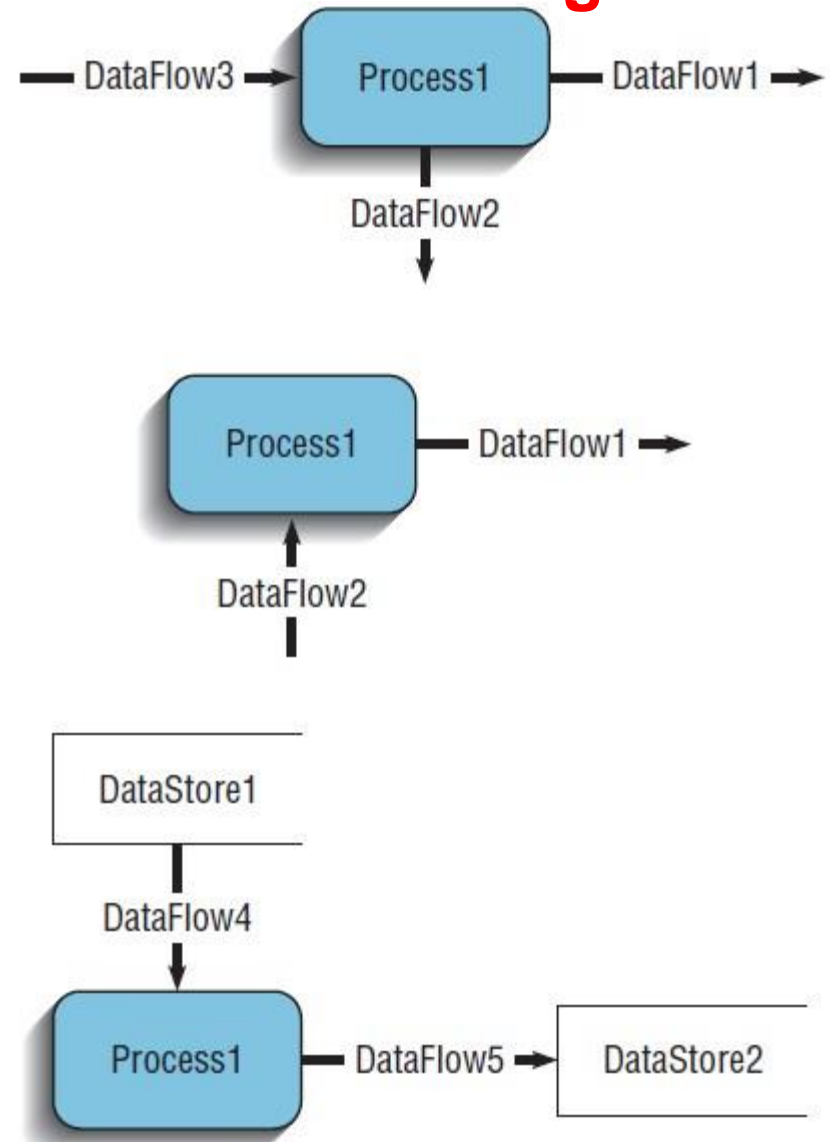 g
DataFlow3 Process1 DataFlow1
DataFlow2
Process1 DataFlow1
DataFlow2
DataStore1
DataFlow4
Process1 DataFlow5 DataStore2